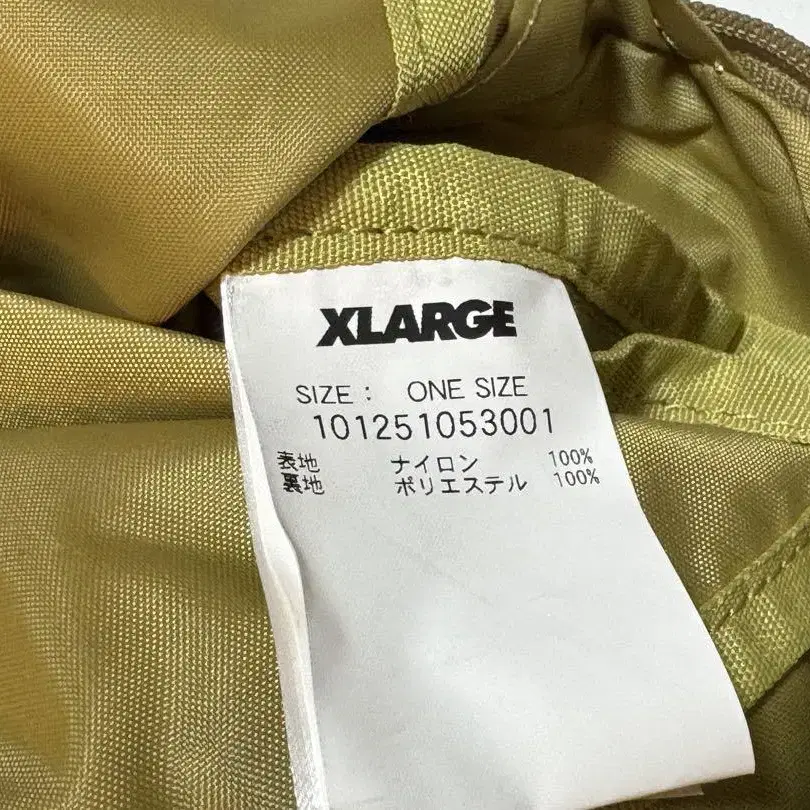 XLARGE
SIZE : ONE SIZE
101251053001
表地 ナイロン 100%
裏地 ポリエステル 100%